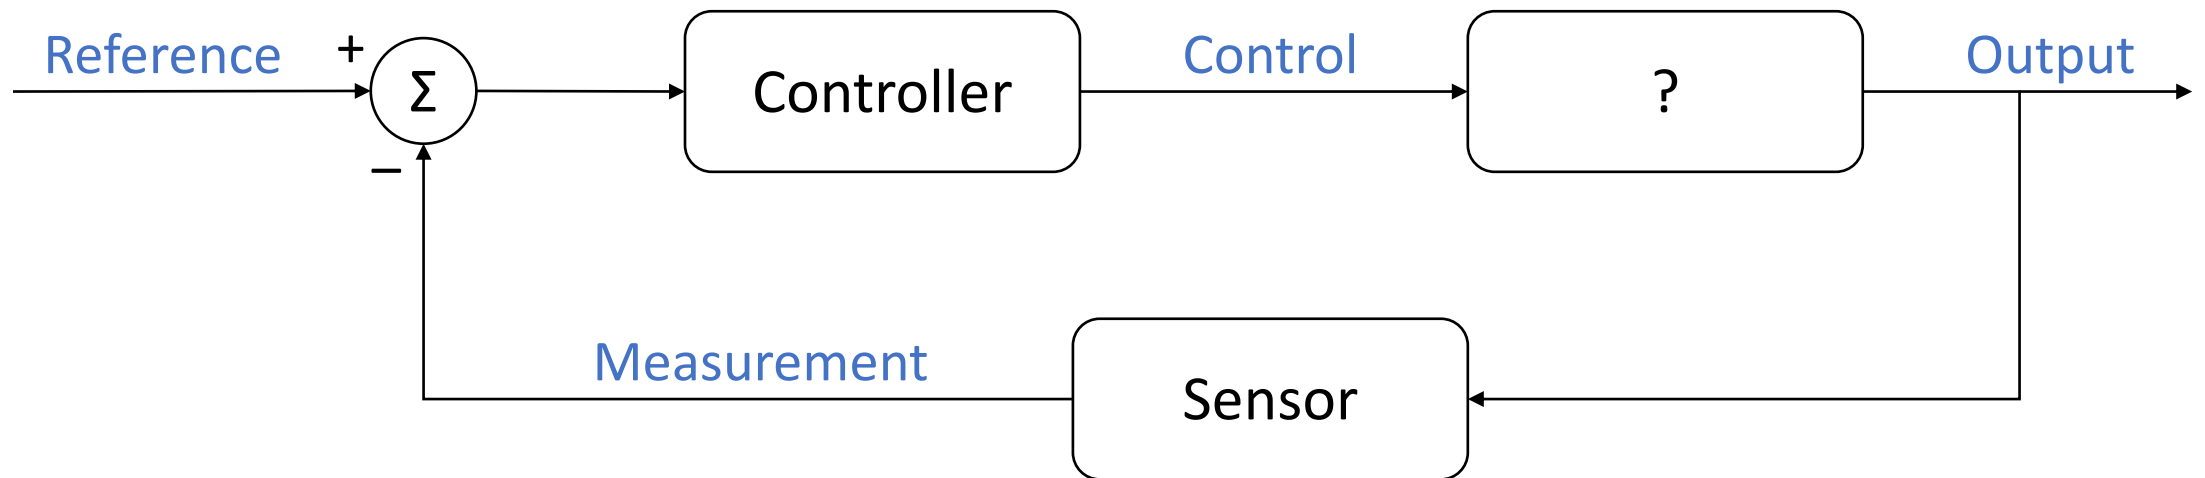 Reference
+
Σ
−
Controller
Control
?
Output
Measurement
Sensor